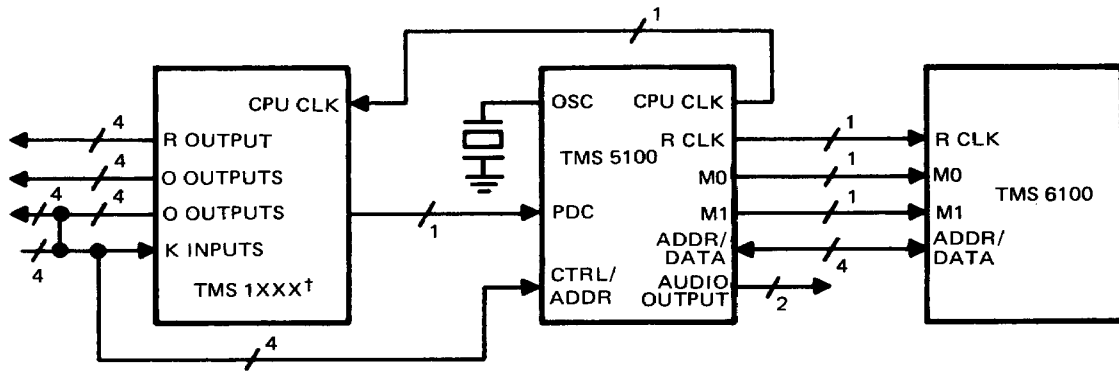 1
CPU CLK
OSC
CPU CLK
4
R OUTPUT
R CLK
1
R CLK
4
O OUTPUTS
TMS 5100
M0
1
M0
TMS 6100
4
4
O OUTPUTS
1
PDC
M1
1
M1
4
K INPUTS
ADDR/
DATA
4
ADDR/
DATA
TMS 1XXX†
CTRL/
ADDR
AUDIO
OUTPUT
2
4